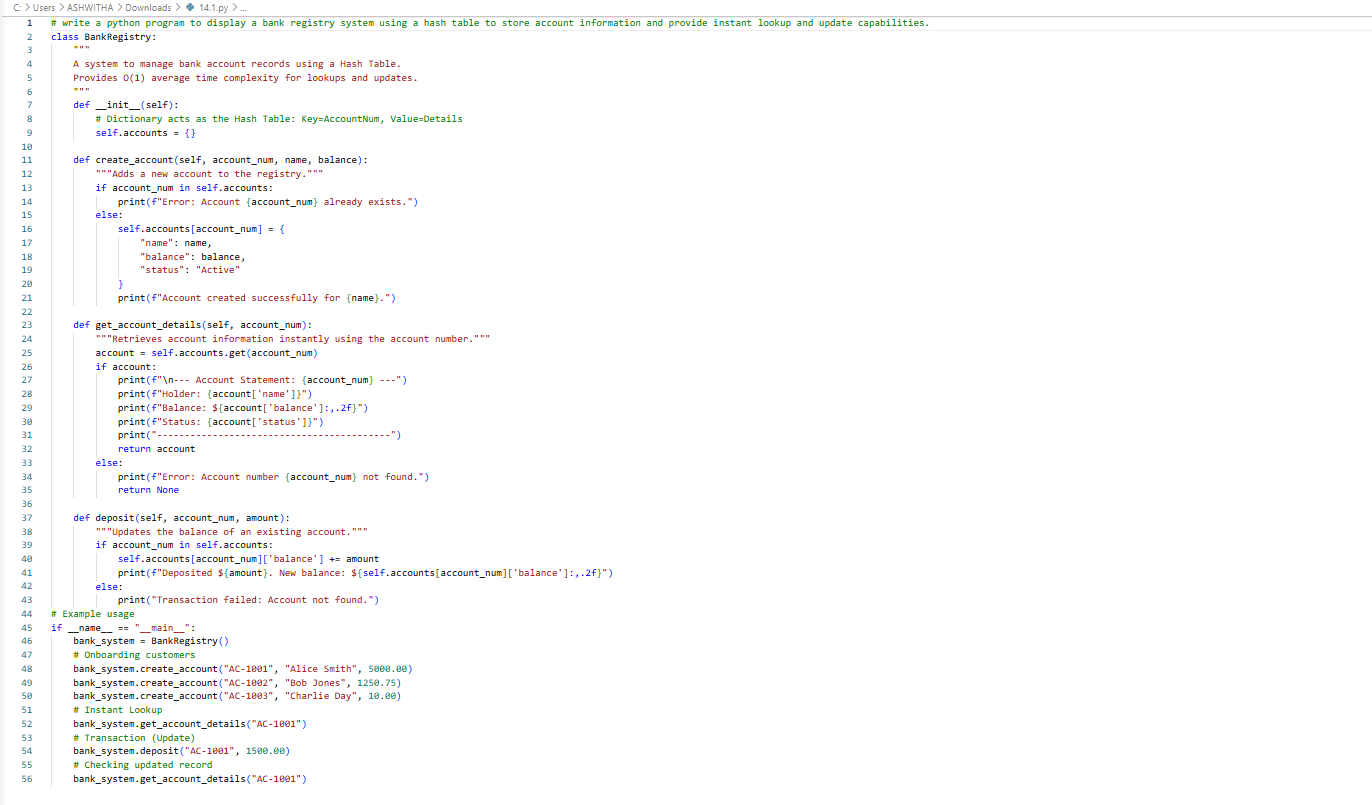 C: > Users > ASHWITHA > Downloads > 14.1.py > ...
1 # write a python program to display a bank registry system using a hash table to store account information and provide instant lookup and update capabilities.
2 class BankRegistry:
3     """
4     A system to manage bank account records using a Hash Table.
5     Provides O(1) average time complexity for lookups and updates.
6     """
7     def __init__(self):
8         # Dictionary acts as the Hash Table: Key=AccountNum, Value=Details
9         self.accounts = {}
10
11     def create_account(self, account_num, name, balance):
12         """Adds a new account to the registry."""
13         if account_num in self.accounts:
14             print(f"Error: Account {account_num} already exists.")
15         else:
16             self.accounts[account_num] = {
17                 "name": name,
18                 "balance": balance,
19                 "status": "Active"
20             }
21             print(f"Account created successfully for {name}.")
22
23     def get_account_details(self, account_num):
24         """Retrieves account information instantly using the account number."""
25         account = self.accounts.get(account_num)
26         if account:
27             print(f"\n--- Account Statement: {account_num} ---")
28             print(f"Holder: {account['name']}")
29             print(f"Balance: ${account['balance']:,.2f}")
30             print(f"Status: {account['status']}")
31             print("------------------------------------------")
32             return account
33         else:
34             print(f"Error: Account number {account_num} not found.")
35             return None
36
37     def deposit(self, account_num, amount):
38         """Updates the balance of an existing account."""
39         if account_num in self.accounts:
40             self.accounts[account_num]['balance'] += amount
41             print(f"Deposited ${amount}. New balance: ${self.accounts[account_num]['balance']:,.2f}")
42         else:
43             print("Transaction failed: Account not found.")
44 # Example usage
45 if __name__ == "__main__":
46     bank_system = BankRegistry()
47     # Onboarding customers
48     bank_system.create_account("AC-1001", "Alice Smith", 5000.00)
49     bank_system.create_account("AC-1002", "Bob Jones", 1250.75)
50     bank_system.create_account("AC-1003", "Charlie Day", 10.00)
51     # Instant Lookup
52     bank_system.get_account_details("AC-1001")
53     # Transaction (Update)
54     bank_system.deposit("AC-1001", 1500.00)
55     # Checking updated record
56     bank_system.get_account_details("AC-1001")